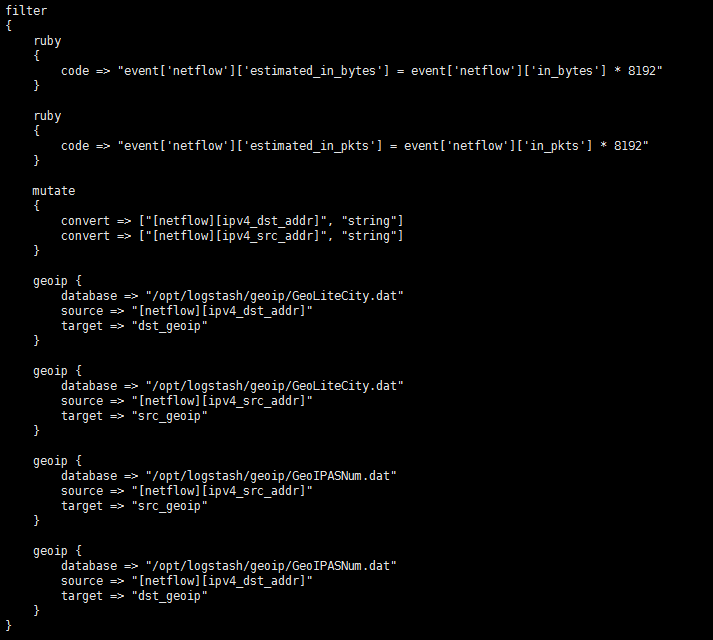 filter
{
    ruby
    {
        code => "event['netflow']['estimated_in_bytes'] = event['netflow']['in_bytes'] * 8192"
    }

    ruby
    {
        code => "event['netflow']['estimated_in_pkts'] = event['netflow']['in_pkts'] * 8192"
    }

    mutate
    {
        convert => ["[netflow][ipv4_dst_addr]", "string"]
        convert => ["[netflow][ipv4_src_addr]", "string"]
    }

    geoip {
        database => "/opt/logstash/geoip/GeoLiteCity.dat"
        source => "[netflow][ipv4_dst_addr]"
        target => "dst_geoip"
    }

    geoip {
        database => "/opt/logstash/geoip/GeoLiteCity.dat"
        source => "[netflow][ipv4_src_addr]"
        target => "src_geoip"
    }

    geoip {
        database => "/opt/logstash/geoip/GeoIPASNum.dat"
        source => "[netflow][ipv4_src_addr]"
        target => "src_geoip"
    }

    geoip {
        database => "/opt/logstash/geoip/GeoIPASNum.dat"
        source => "[netflow][ipv4_dst_addr]"
        target => "dst_geoip"
    }
}